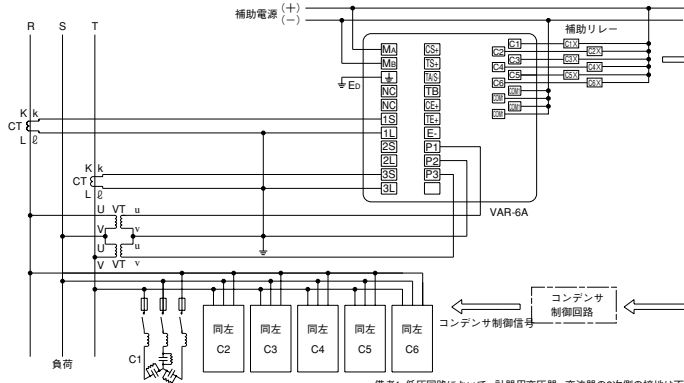 補助電源 (+)
(−)
R S T
補助リレー
MA CS+ C1 C1X
MB TS+ C2 C2X
TA/S C3 C3X
ED
NC TB C4 C4X
NC CE+ C5 C5X
1S TE+ C6 C6X
1L E-
2S P1
2L P2
3S P3
3L
COM1
COM1
COM1
COM1
VAR-6A
K k
CT
L ℓ
K k
CT
L ℓ
U VT u
V v
U u
V VT v
C1
同左 同左 同左 同左 同左
C2 C3 C4 C5 C6
コンデンサ制御信号
コンデンサ
制御回路
負荷